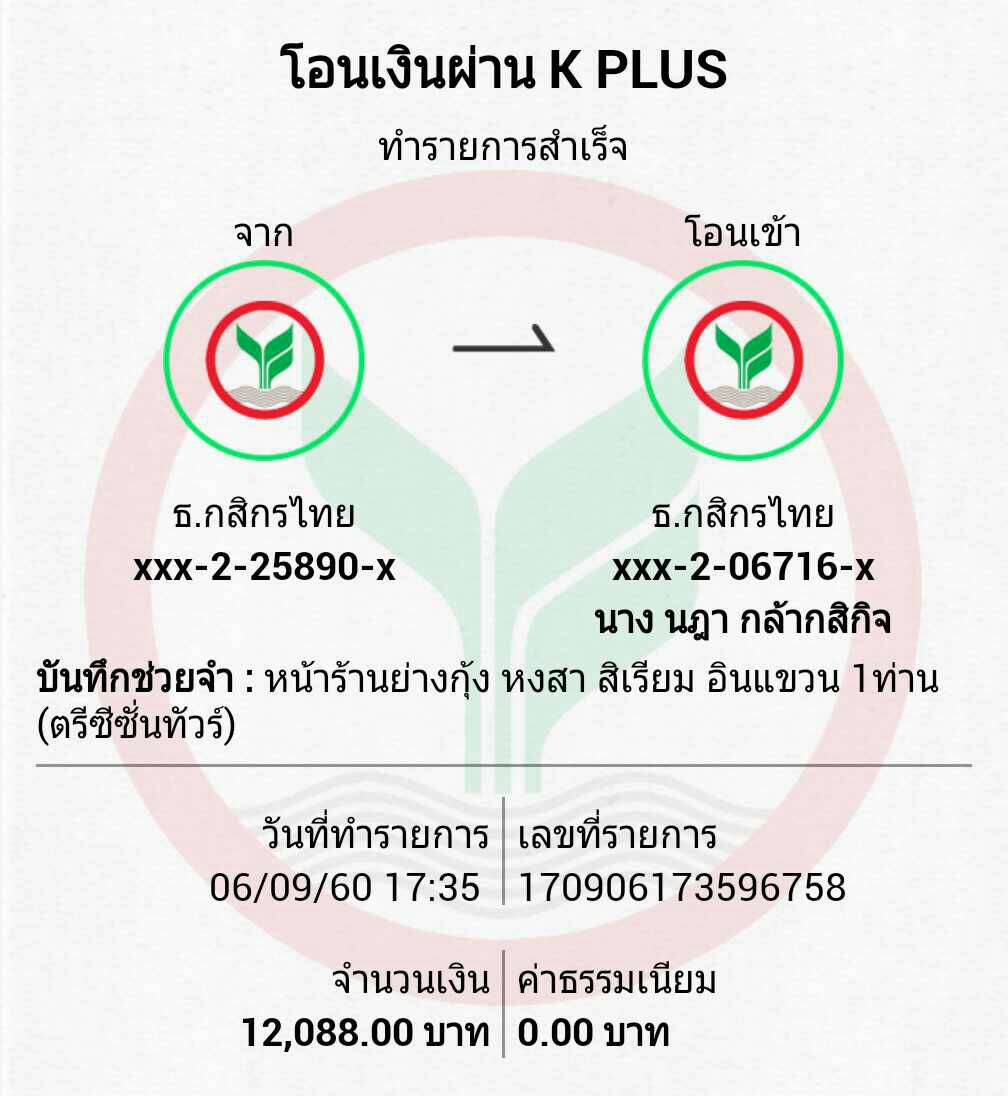 โอนเงินผ่าน K PLUS
ทำรายการสำเร็จ
จาก
โอนเข้า
ธ.กสิกรไทย
xxx-2-25890-x
ธ.กสิกรไทย
xxx-2-06716-x
นาง นฎา กล้ากสิกิจ
บันทึกช่วยจำ : หน้าร้านย่างกุ้ง หงสา สิเรียม อินแขวน 1ท่าน
(ตรีซีซั่นทัวร์)
วันที่ทำรายการ
06/09/60 17:35
เลขที่รายการ
170906173596758
จำนวนเงิน
12,088.00 บาท
ค่าธรรมเนียม
0.00 บาท